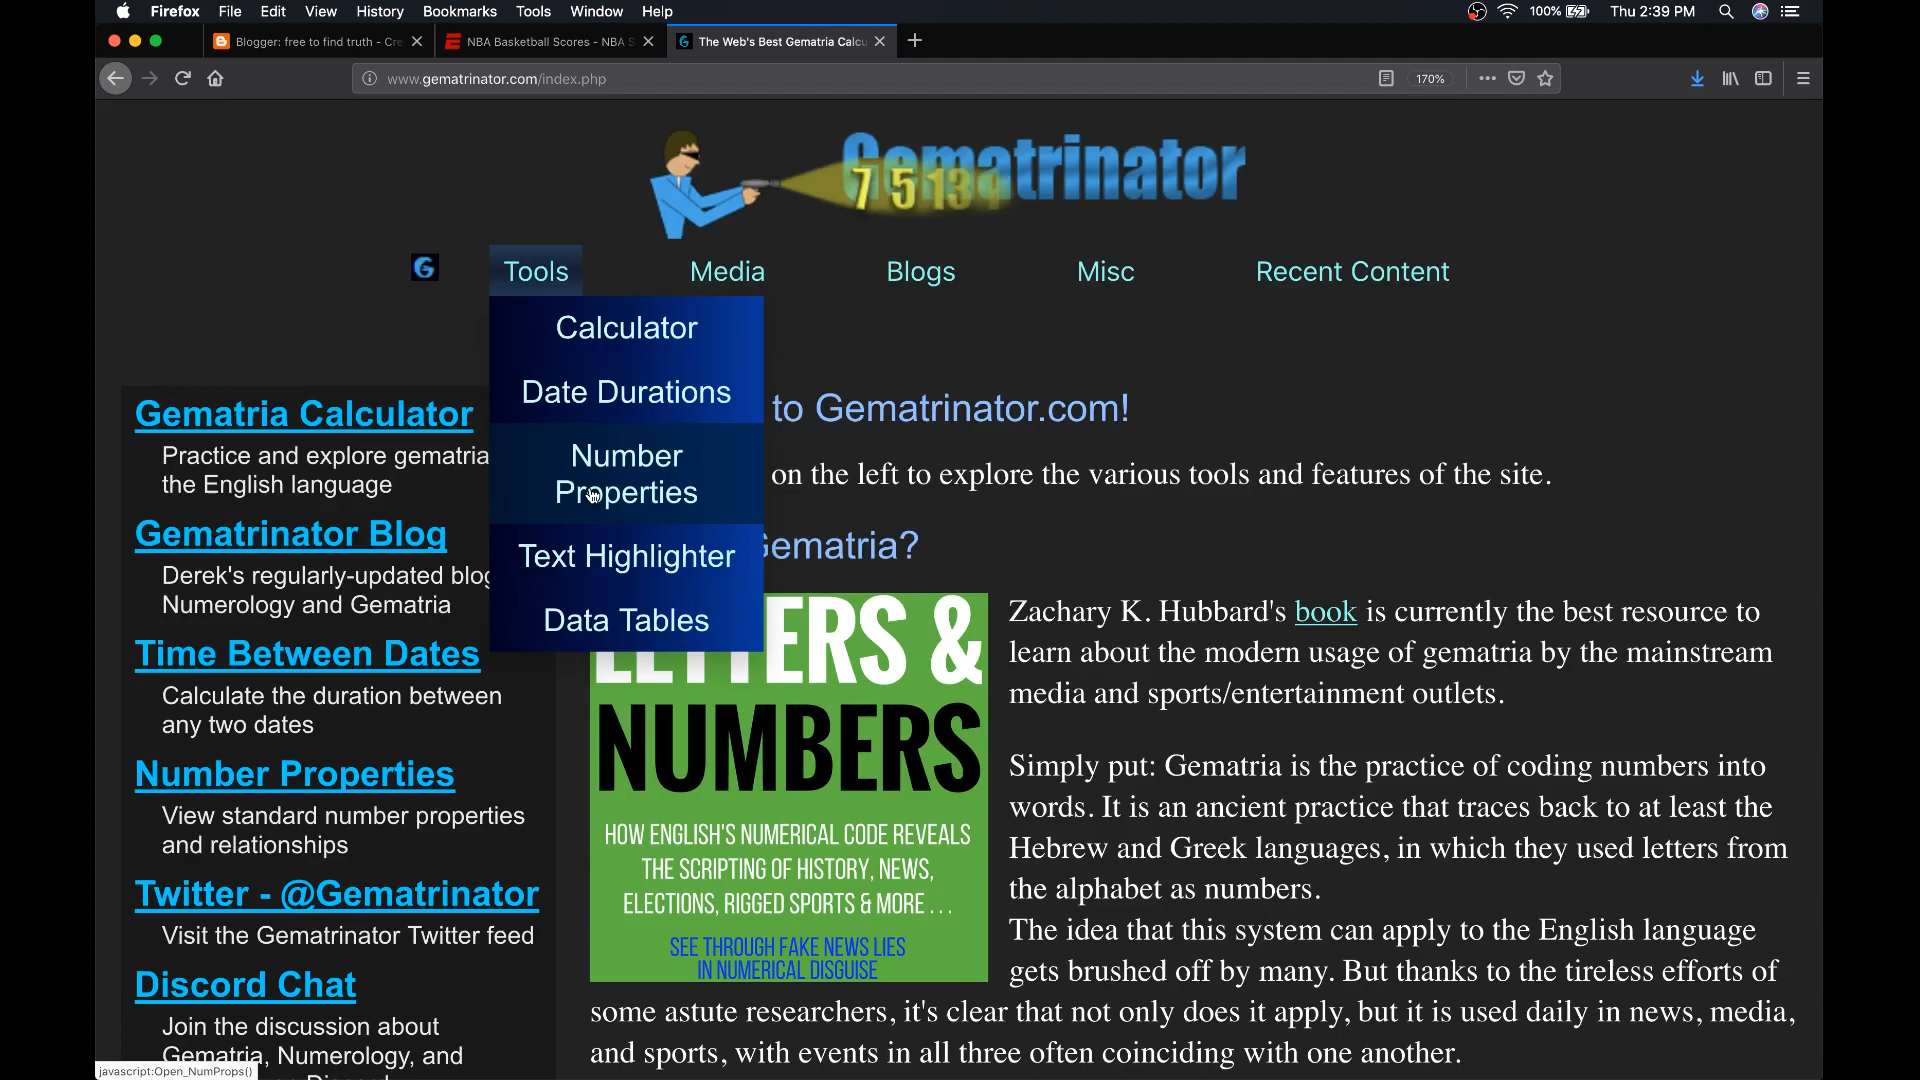 Firefox File Edit View History Bookmarks Tools Window Help
100% Thu 2:39 PM
Blogger: free to find truth - Cre
NBA Basketball Scores - NBA S
The Web's Best Gematria Calcu
www.gematrinator.com/index.php
170%
Gematrinator
7 5 13
Tools Media Blogs Misc Recent Content
Calculator
Date Durations
Number
Properties
Text Highlighter
Data Tables
Gematria Calculator
Practice and explore gematria
the English language
Gematrinator Blog
Derek's regularly-updated blog
Numerology and Gematria
Time Between Dates
Calculate the duration between
any two dates
Number Properties
View standard number properties
and relationships
Twitter - @Gematrinator
Visit the Gematrinator Twitter feed
Discord Chat
Join the discussion about
Gematria, Numerology, and
javascript:Open_NumProps()
to Gematrinator.com!
on the left to explore the various tools and features of the site.
Gematria?
LETTERS &
NUMBERS
HOW ENGLISH'S NUMERICAL CODE REVEALS
THE SCRIPTING OF HISTORY, NEWS,
ELECTIONS, RIGGED SPORTS & MORE . . .
SEE THROUGH FAKE NEWS LIES
IN NUMERICAL DISGUISE
Zachary K. Hubbard's book is currently the best resource to
learn about the modern usage of gematria by the mainstream
media and sports/entertainment outlets.
Simply put: Gematria is the practice of coding numbers into
words. It is an ancient practice that traces back to at least the
Hebrew and Greek languages, in which they used letters from
the alphabet as numbers.
The idea that this system can apply to the English language
gets brushed off by many. But thanks to the tireless efforts of
some astute researchers, it's clear that not only does it apply, but it is used daily in news, media,
and sports, with events in all three often coinciding with one another.